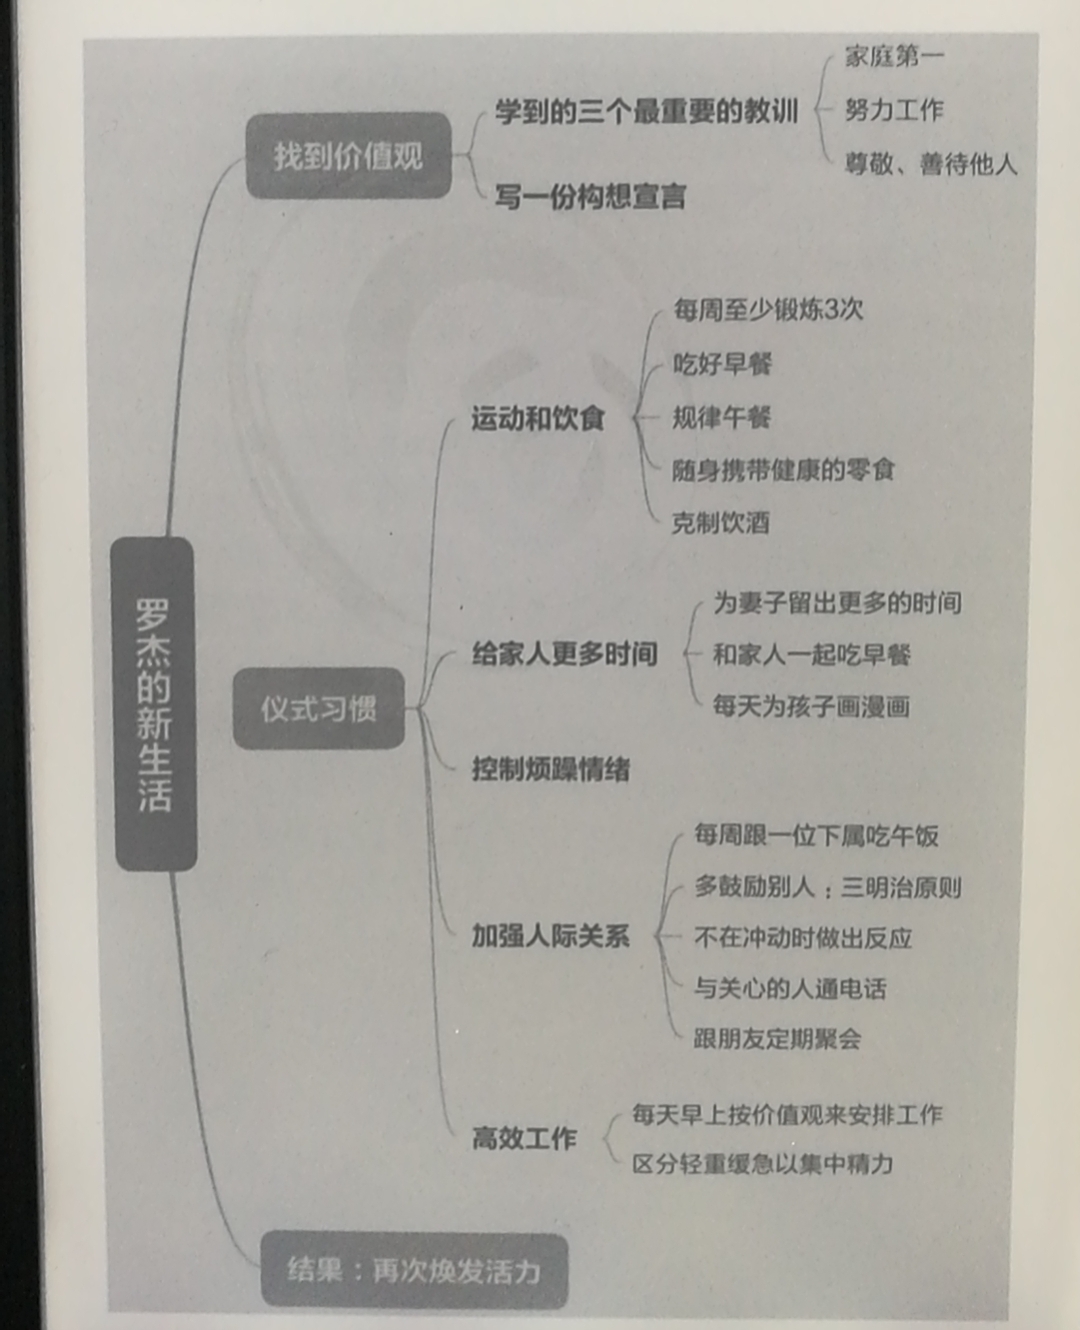 罗杰的新生活
找到价值观
学到的三个最重要的教训
家庭第一
努力工作
尊敬、善待他人
写一份构想宣言
仪式习惯
运动和饮食
每周至少锻炼3次
吃好早餐
规律午餐
随身携带健康的零食
克制饮酒
给家人更多时间
为妻子留出更多的时间
和家人一起吃早餐
每天为孩子画漫画
控制烦躁情绪
加强人际关系
每周跟一位下属吃午饭
多鼓励别人：三明治原则
不在冲动时做出反应
与关心的人通电话
跟朋友定期聚会
高效工作
每天早上按价值观来安排工作
区分轻重缓急以集中精力
结果：再次焕发活力